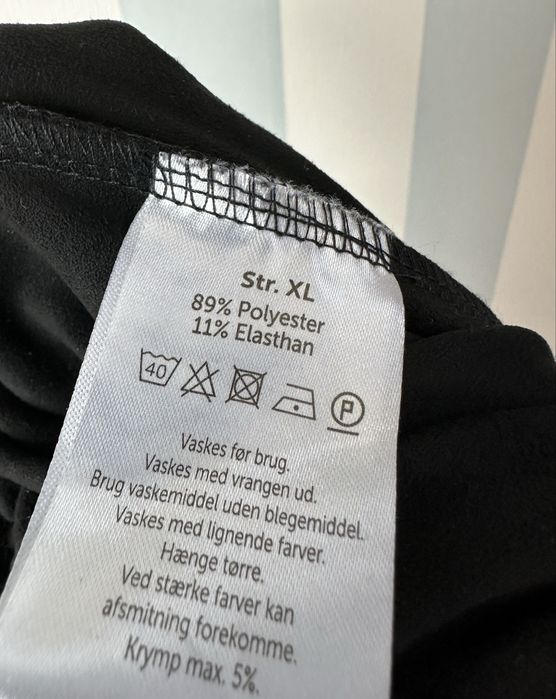 Str. XL
89% Polyester
11% Elasthan
40 P
Vaskes før brug.
Vaskes med vrangen ud.
Brug vaskemiddel uden blegemiddel.
Vaskes med lignende farver.
Hænge tørre.
Ved stærke farver kan
afsmitning forekomme.
Krymp max. 5%.